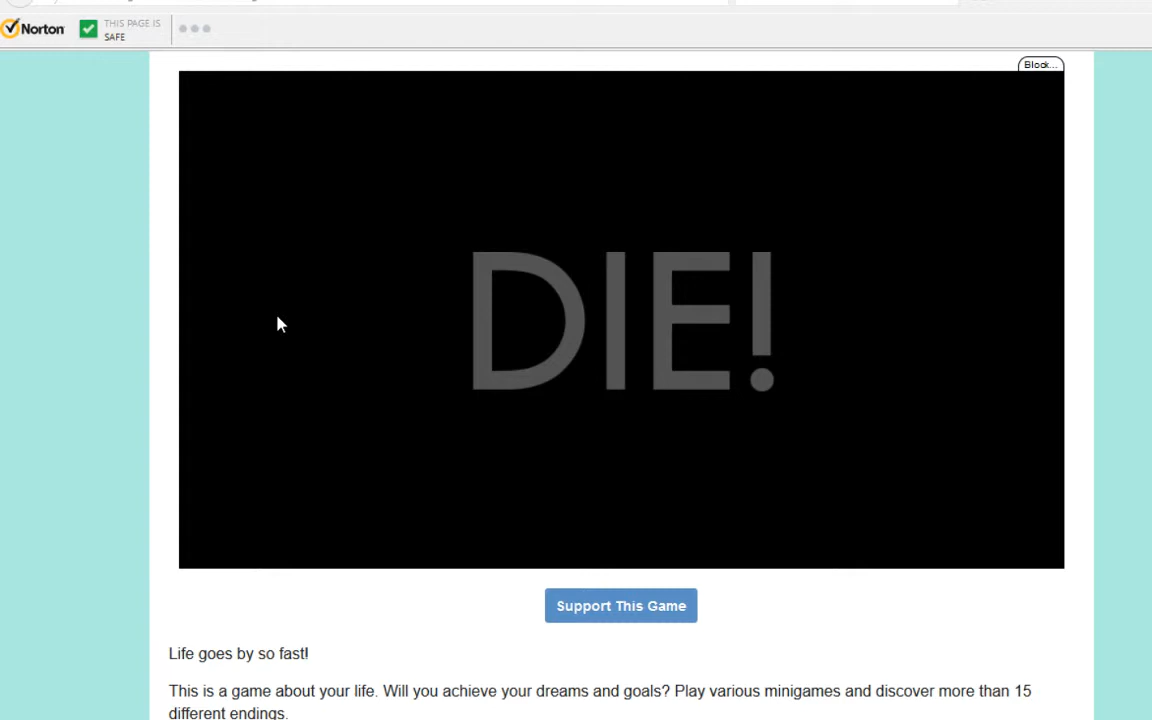 Norton
THIS PAGE IS
SAFE
Block...
DIE!
Support This Game
Life goes by so fast!
This is a game about your life. Will you achieve your dreams and goals? Play various minigames and discover more than 15
different endings.